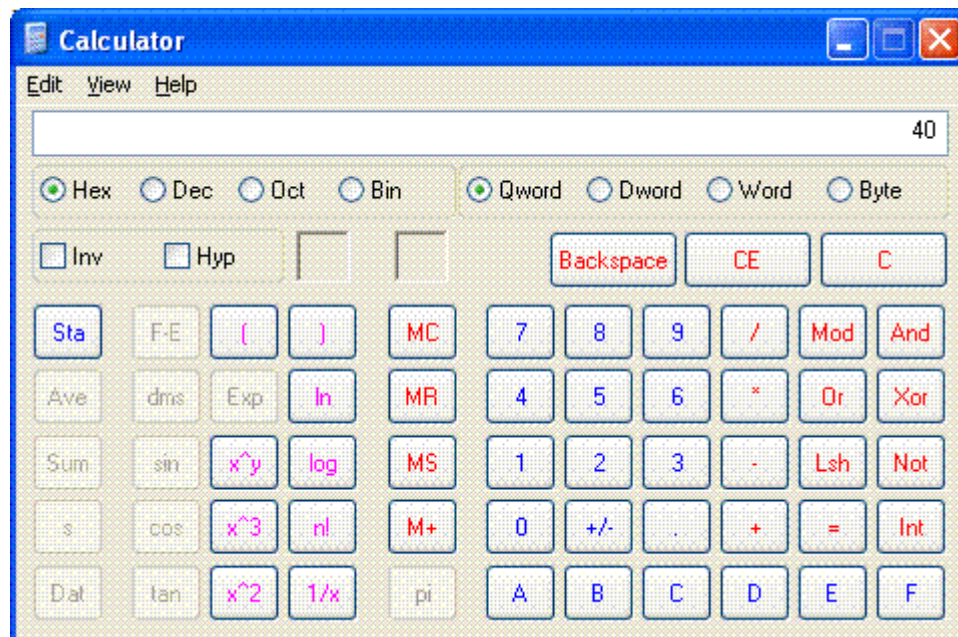 Calculator
Edit View Help
40
Hex Dec Oct Bin Qword Dword Word Byte
Inv Hyp Backspace CE C
Sta F-E ( ) MC 7 8 9 / Mod And
Ave dms Exp ln MR 4 5 6 * Or Xor
Sum sin x^y log MS 1 2 3 - Lsh Not
s cos x^3 n! M+ 0 +/- . + = Int
Dat tan x^2 1/x pi A B C D E F